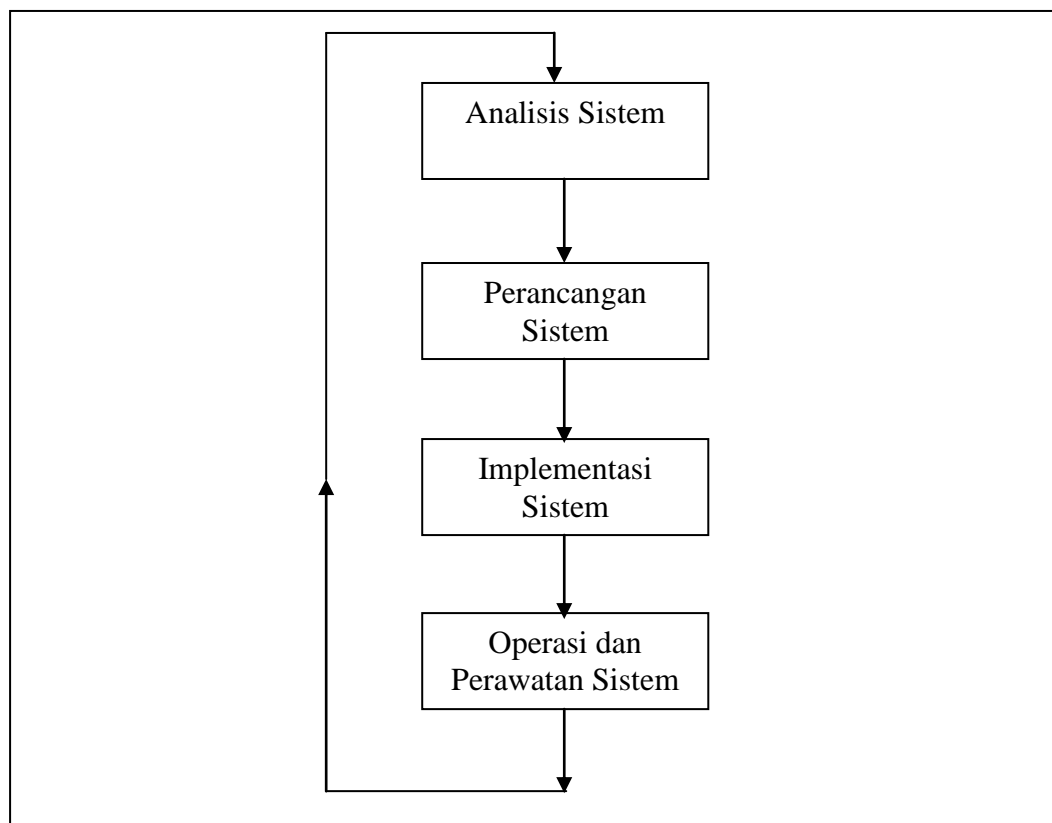 Analisis Sistem
Perancangan
Sistem
Implementasi
Sistem
Operasi dan
Perawatan Sistem